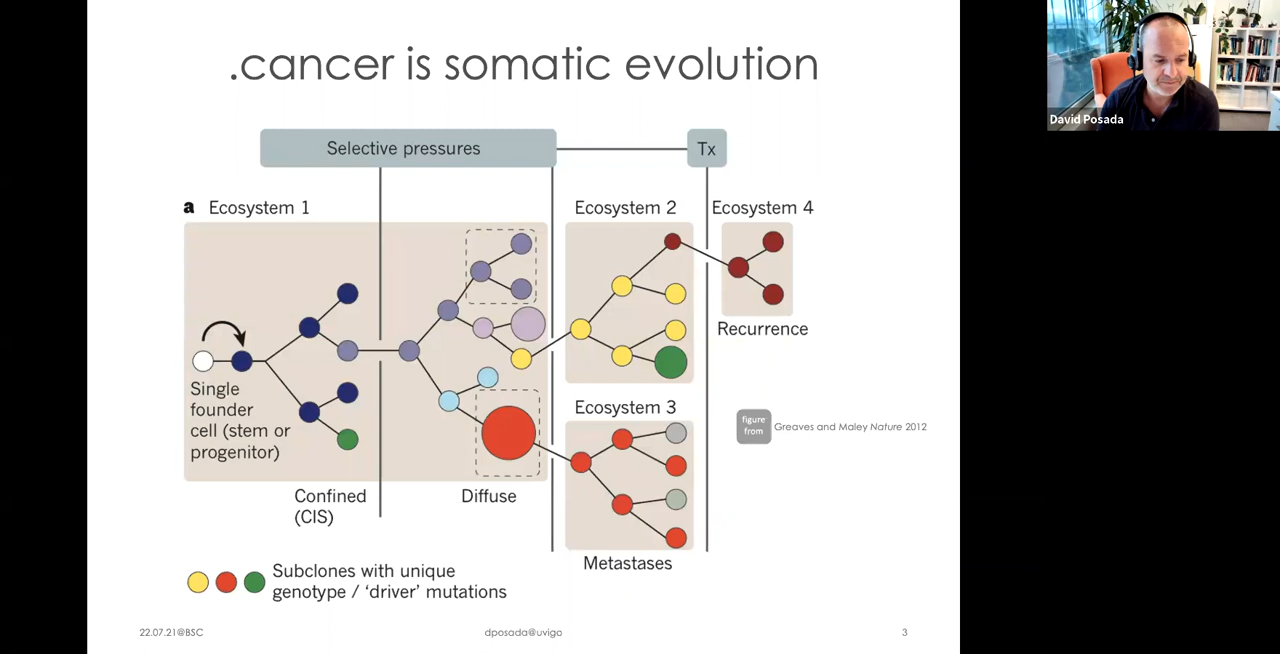 .cancer is somatic evolution
David Posada
Selective pressures
Tx
a Ecosystem 1
Ecosystem 2
Ecosystem 4
Single
founder
cell (stem or
progenitor)
Recurrence
Ecosystem 3
figure
from
Greaves and Maley Nature 2012
Confined
(CIS)
Diffuse
Metastases
Subclones with unique
genotype / ‘driver’ mutations
22.07.21@BSC
dposada@uvigo
3